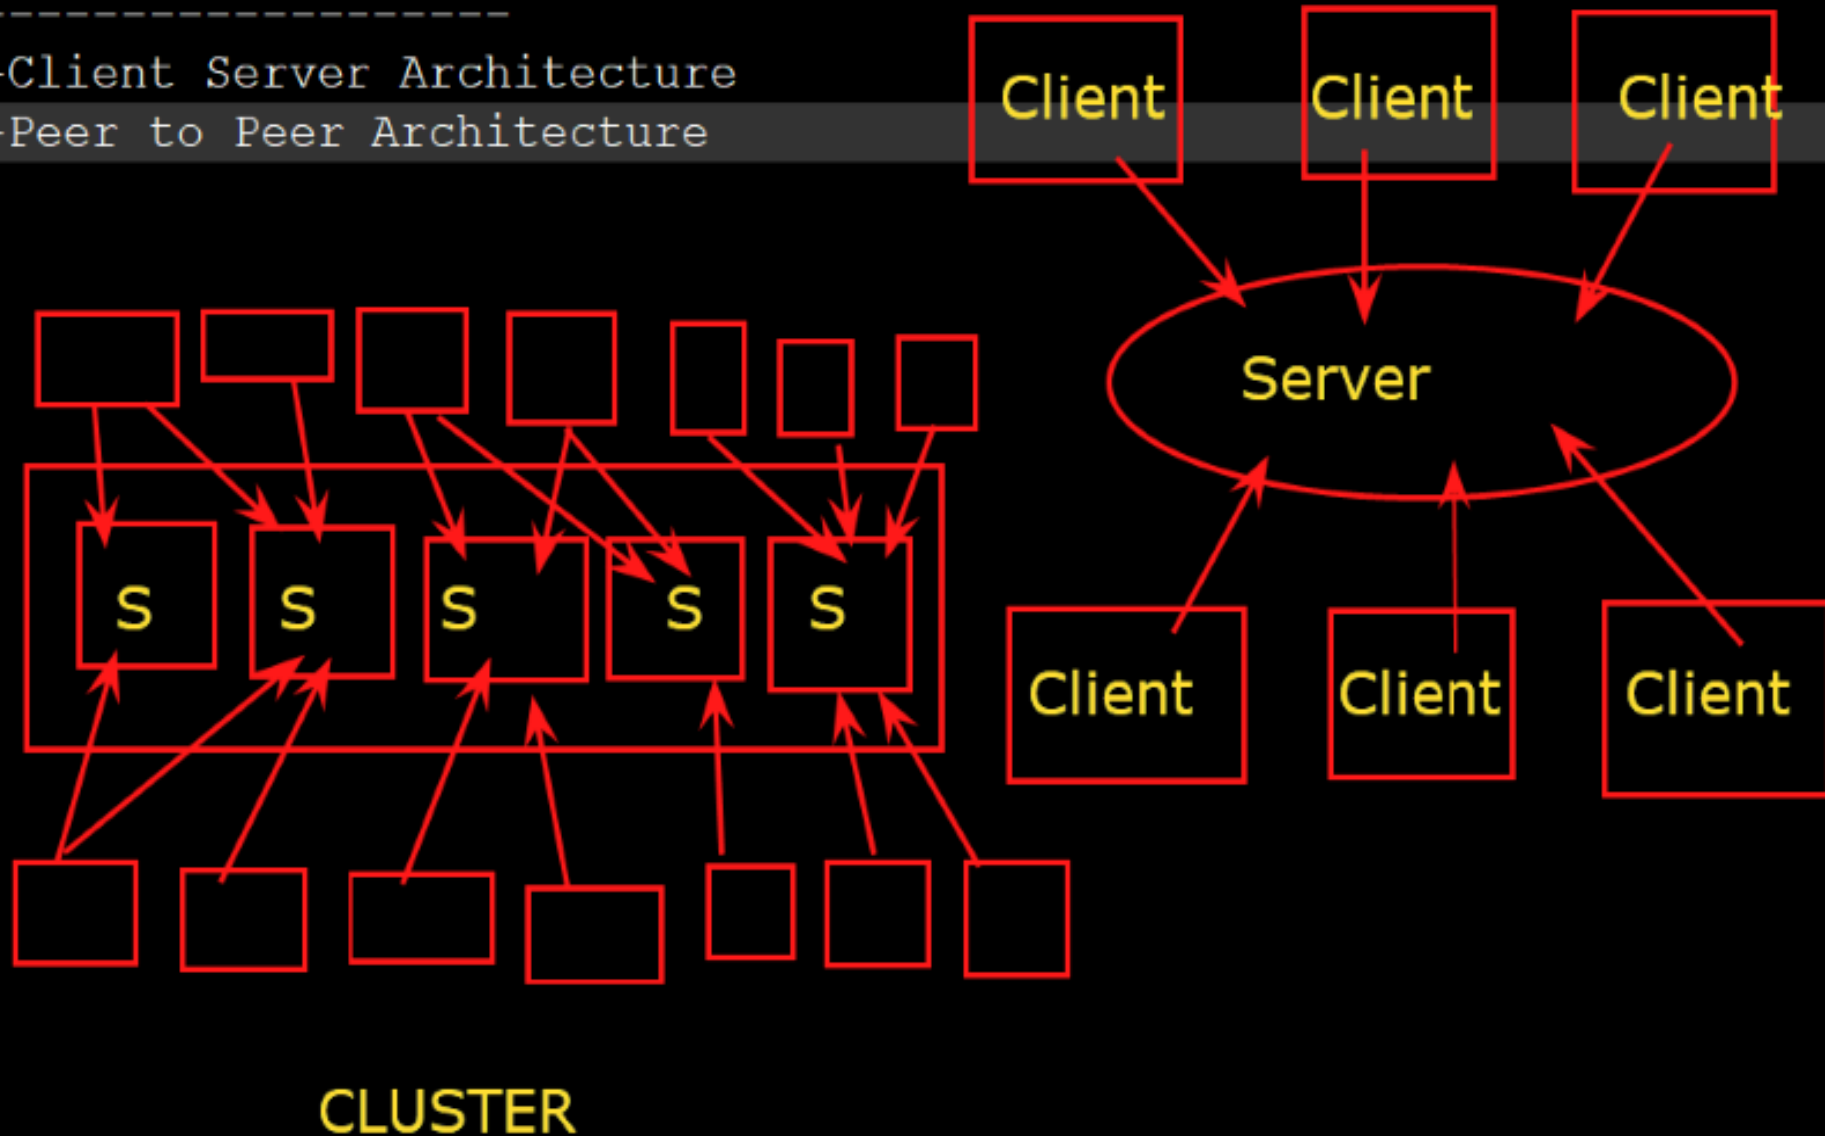 -------------------
-Client Server Architecture
-Peer to Peer Architecture
Client Client Client
Server
S S S S S
Client Client Client
CLUSTER